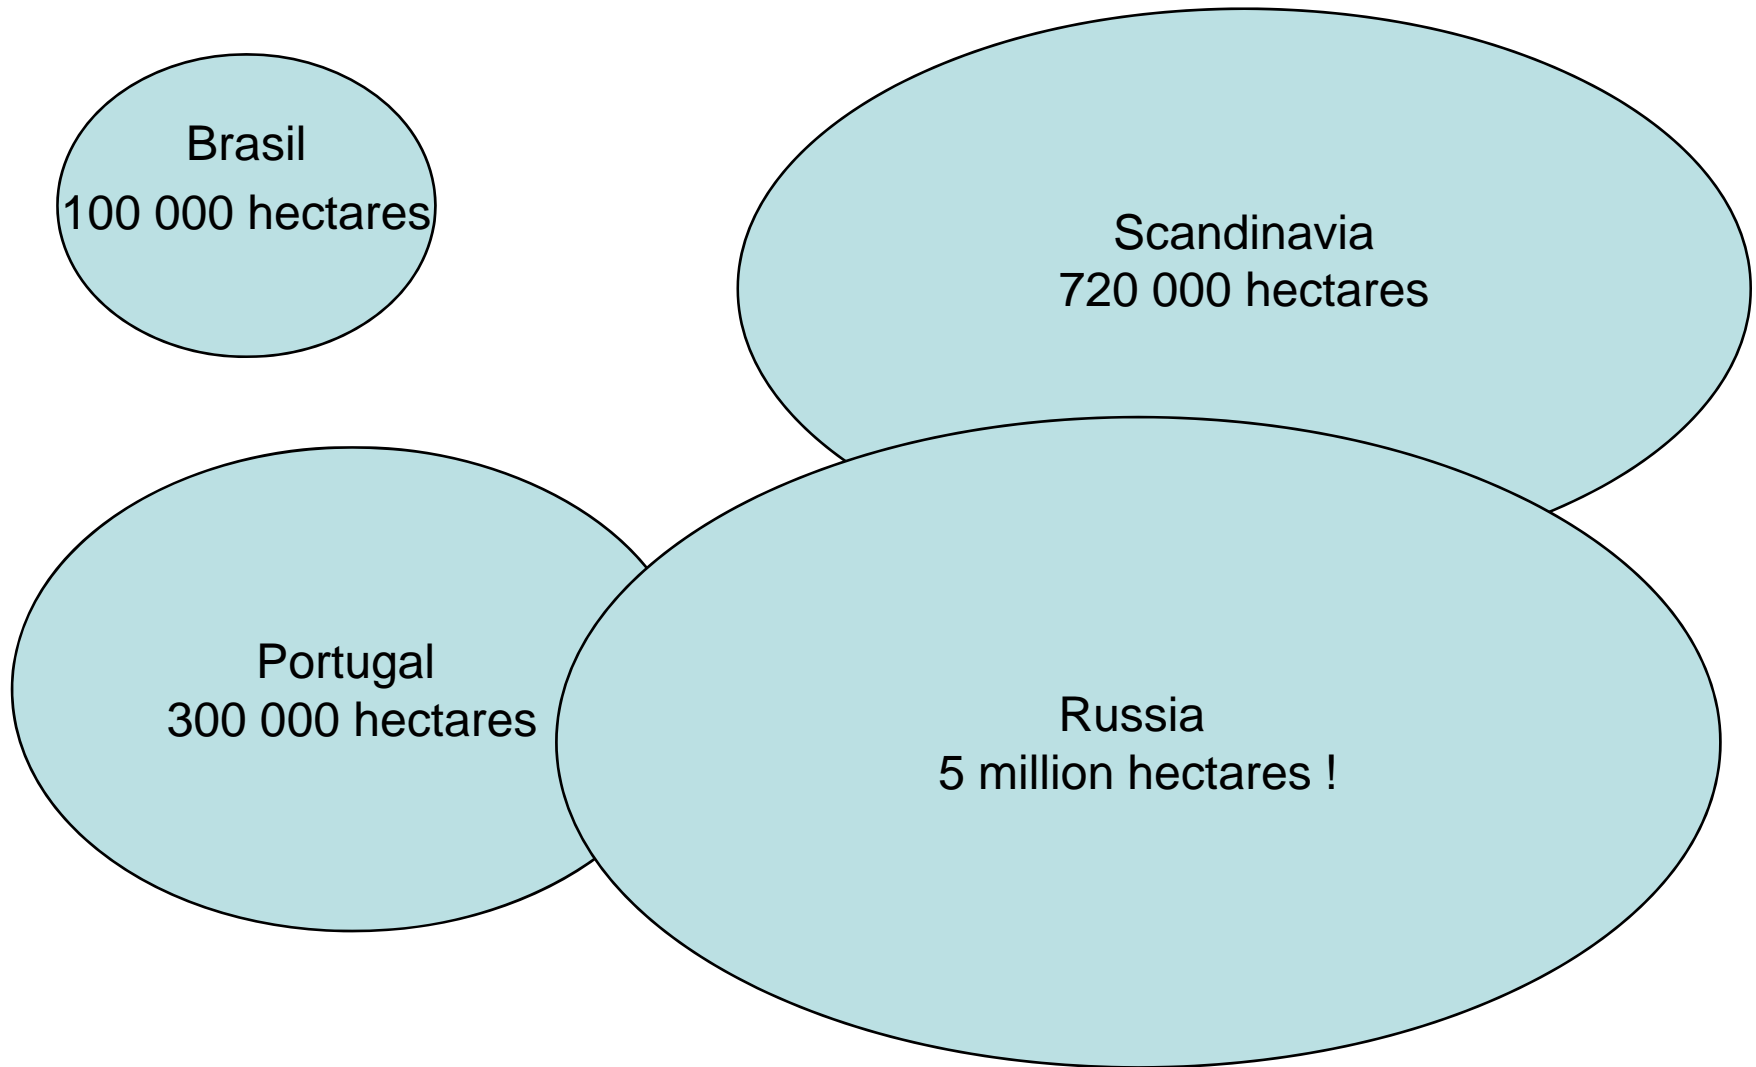 Brasil
100 000 hectares
Scandinavia
720 000 hectares
Portugal
300 000 hectares
Russia
5 million hectares !